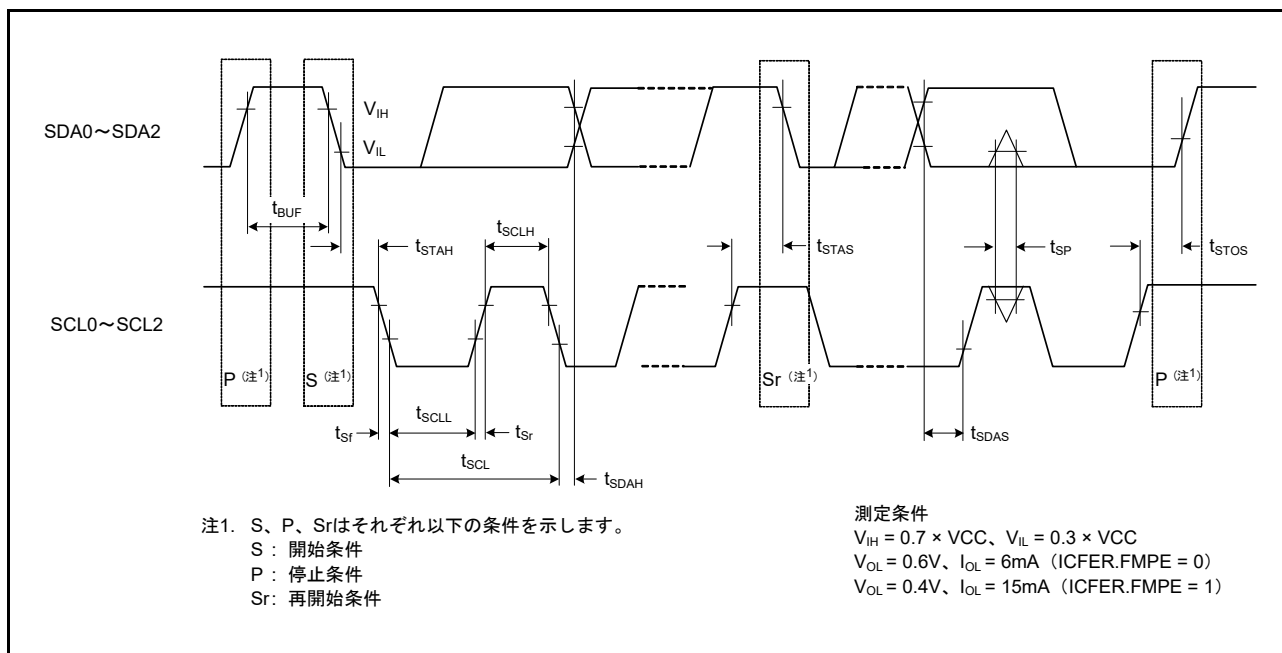 SDA0～SDA2
VIH
VIL
tBUF
tSTAH
tSCLH
tSTAS
tSP
tSTOS
SCL0～SCL2
P（注1）
S（注1）
Sr（注1）
P（注1）
tSf
tSCLL
tSr
tSCL
tSDAH
tSDAS
注1. S、P、Srはそれぞれ以下の条件を示します。
S : 開始条件
P : 停止条件
Sr: 再開始条件
測定条件
VIH = 0.7 × VCC、VIL = 0.3 × VCC
VOL = 0.6V、IOL = 6mA（ICFER.FMPE = 0）
VOL = 0.4V、IOL = 15mA（ICFER.FMPE = 1）